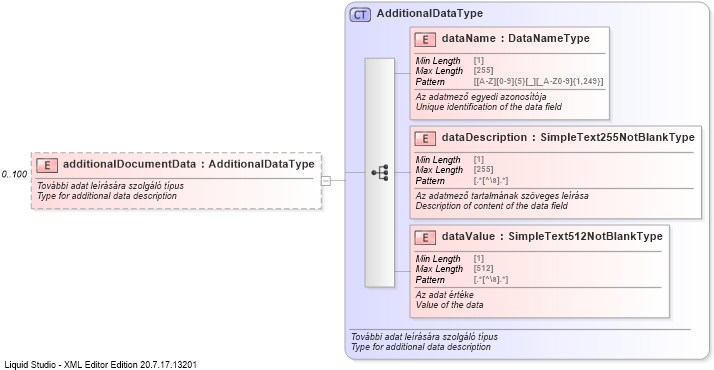 CT AdditionalDataType
E dataName : DataNameType
Min Length [1]
Max Length [255]
Pattern [[A-Z][0-9]{5}[_][_A-Z0-9]{1,249}]
Az adatmező egyedi azonosítója
Unique identification of the data field
E dataDescription : SimpleText255NotBlankType
Min Length [1]
Max Length [255]
Pattern [.*[^\s].*]
Az adatmező tartalmának szöveges leírása
Description of content of the data field
0..100
E additionalDocumentData : AdditionalDataType
További adat leírására szolgáló típus
Type for additional data description
E dataValue : SimpleText512NotBlankType
Min Length [1]
Max Length [512]
Pattern [.*[^\s].*]
Az adat értéke
Value of the data
További adat leírására szolgáló típus
Type for additional data description
Liquid Studio - XML Editor Edition 20.7.17.13201